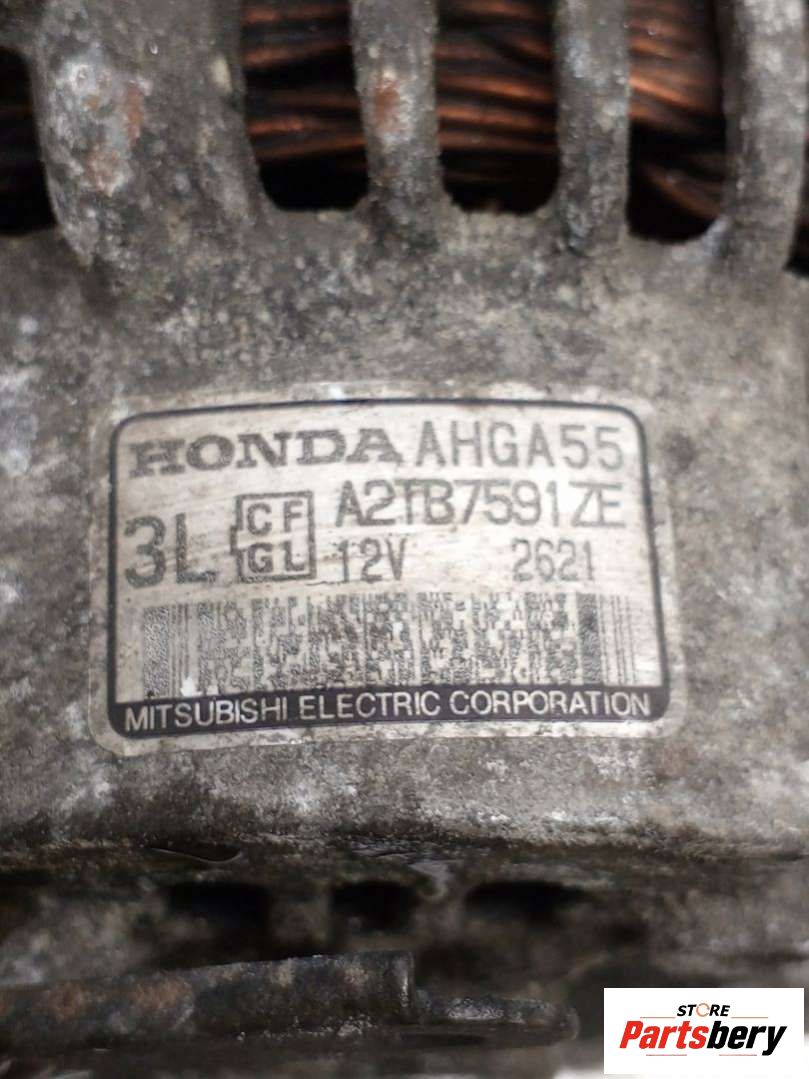 HONDA AHGA55
3L CF GL A2TB7591ZE
12V 2621
MITSUBISHI ELECTRIC CORPORATION
STORE
Partsbery